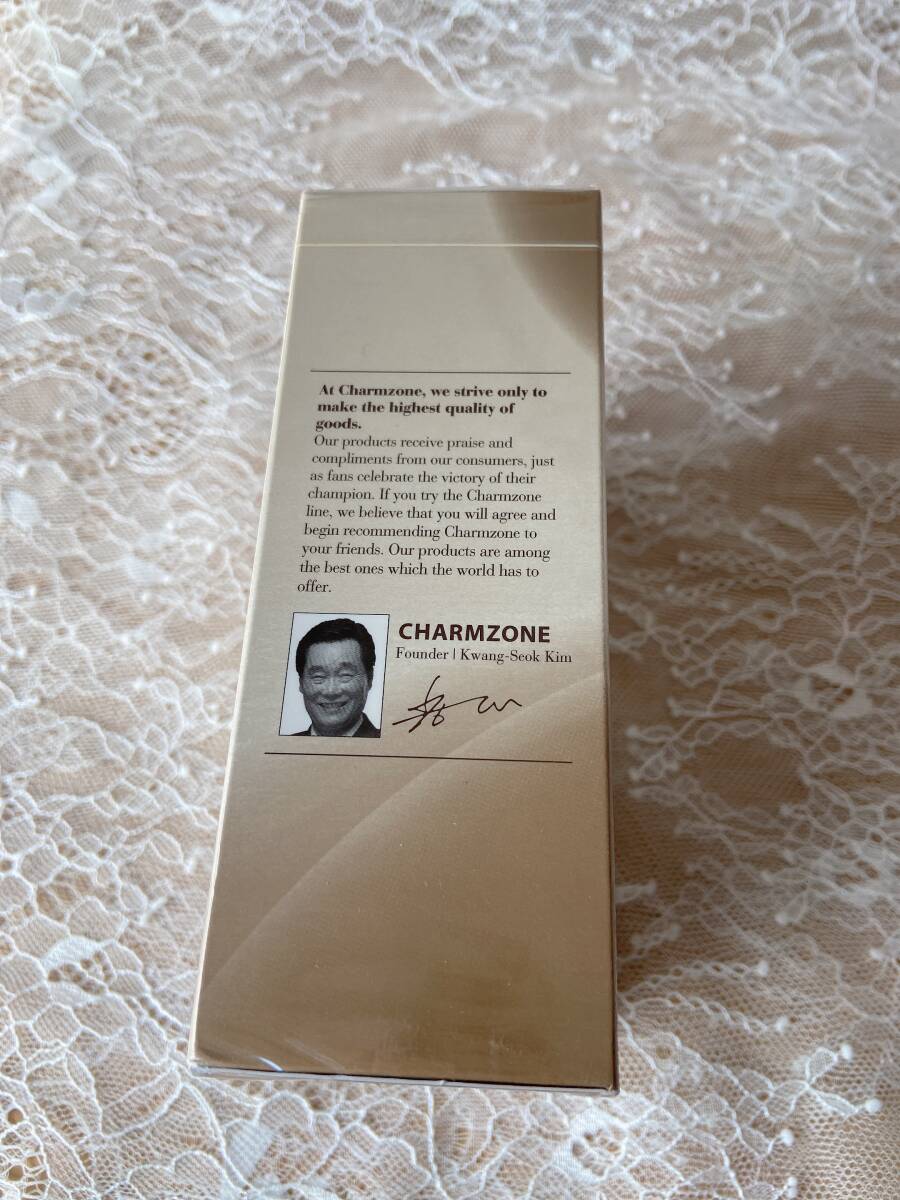 At Charmzone, we strive only to
make the highest quality of
goods.
Our products receive praise and
compliments from our consumers, just
as fans celebrate the victory of their
champion. If you try the Charmzone
line, we believe that you will agree and
begin recommending Charmzone to
your friends. Our products are among
the best ones which the world has to
offer.
CHARMZONE
Founder | Kwang-Seok Kim